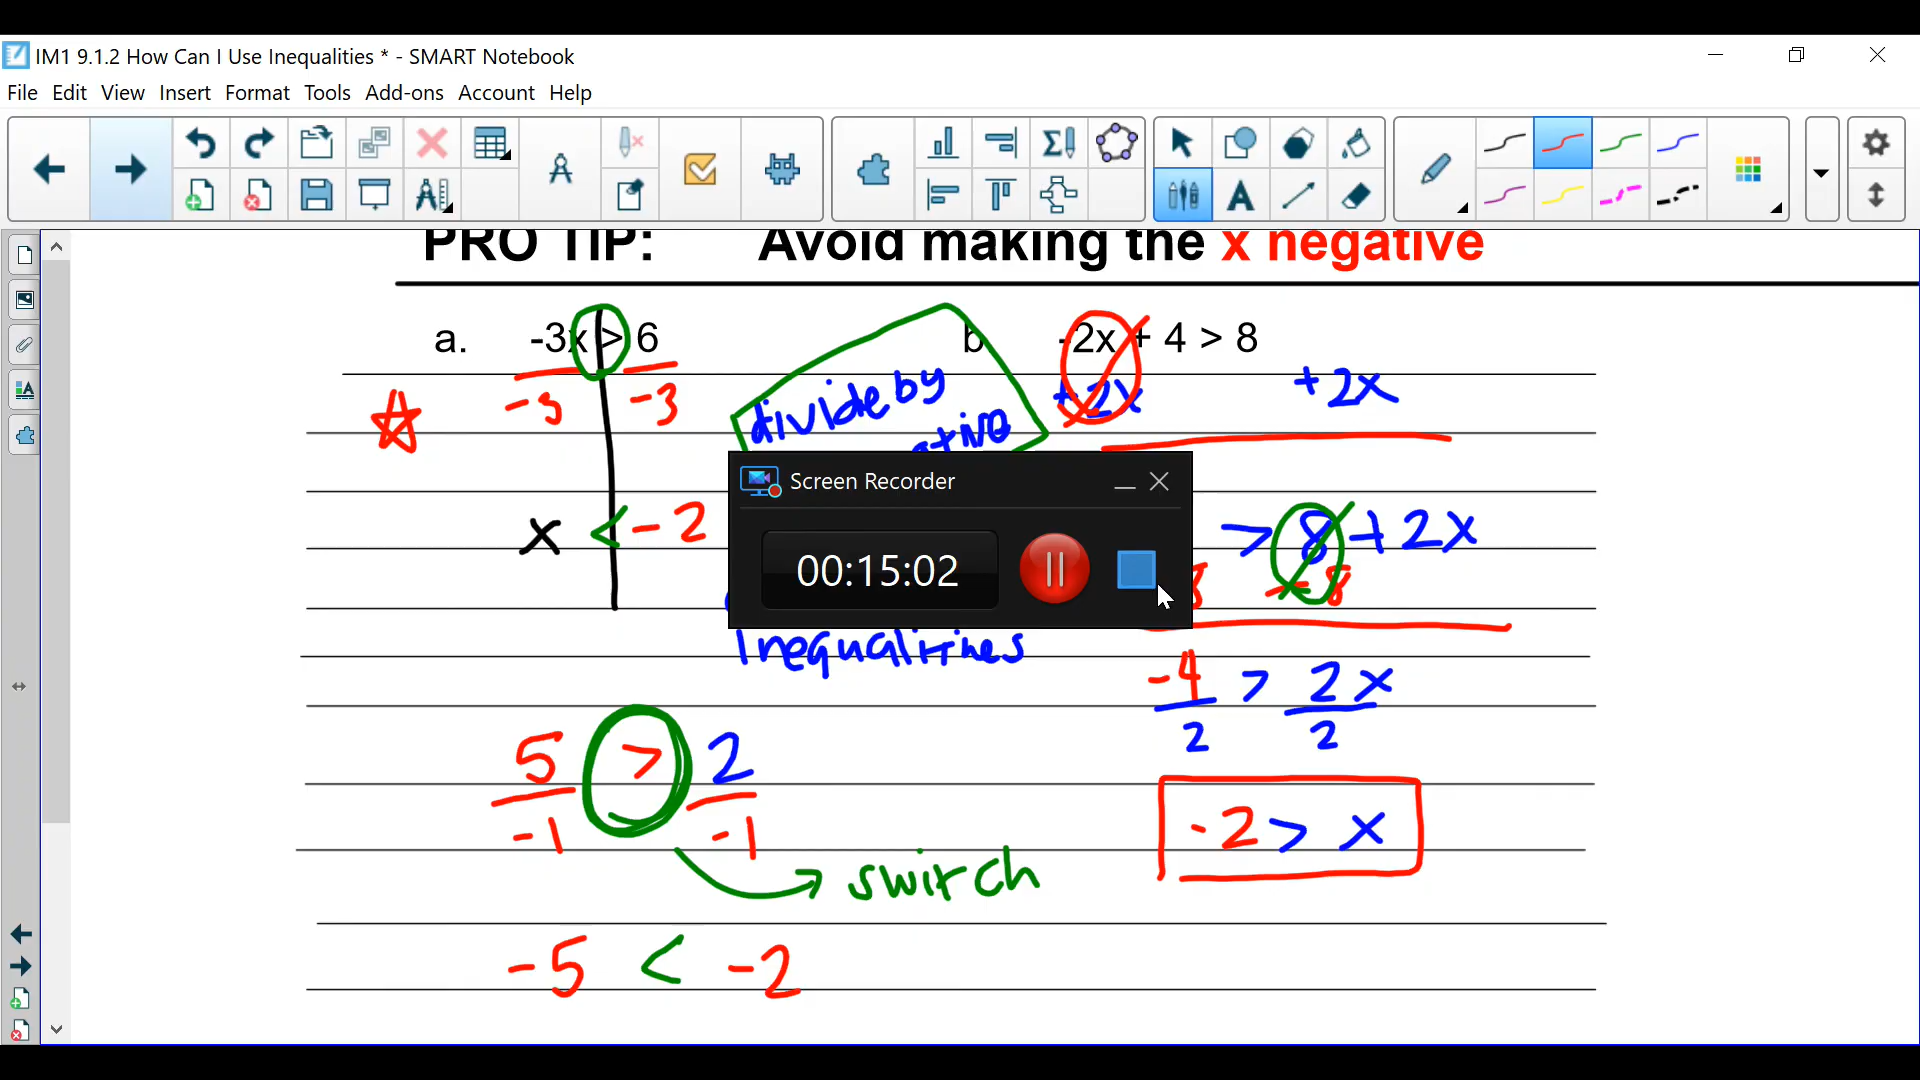 IM1 9.1.2 How Can I Use Inequalities * - SMART Notebook
File Edit View Insert Format Tools Add-ons Account Help
PRO TIP: Avoid making the x negative
a. -3x > 6
-3 -3
x < -2
divide by
Inequalitines
5 > 2
-1 -1
switch
-5 < -2
b -2x + 4 > 8
+2x +2x
> 8 + 2x
- 8
-4 > 2x
2 2
-2 > x
Screen Recorder
00:15:02